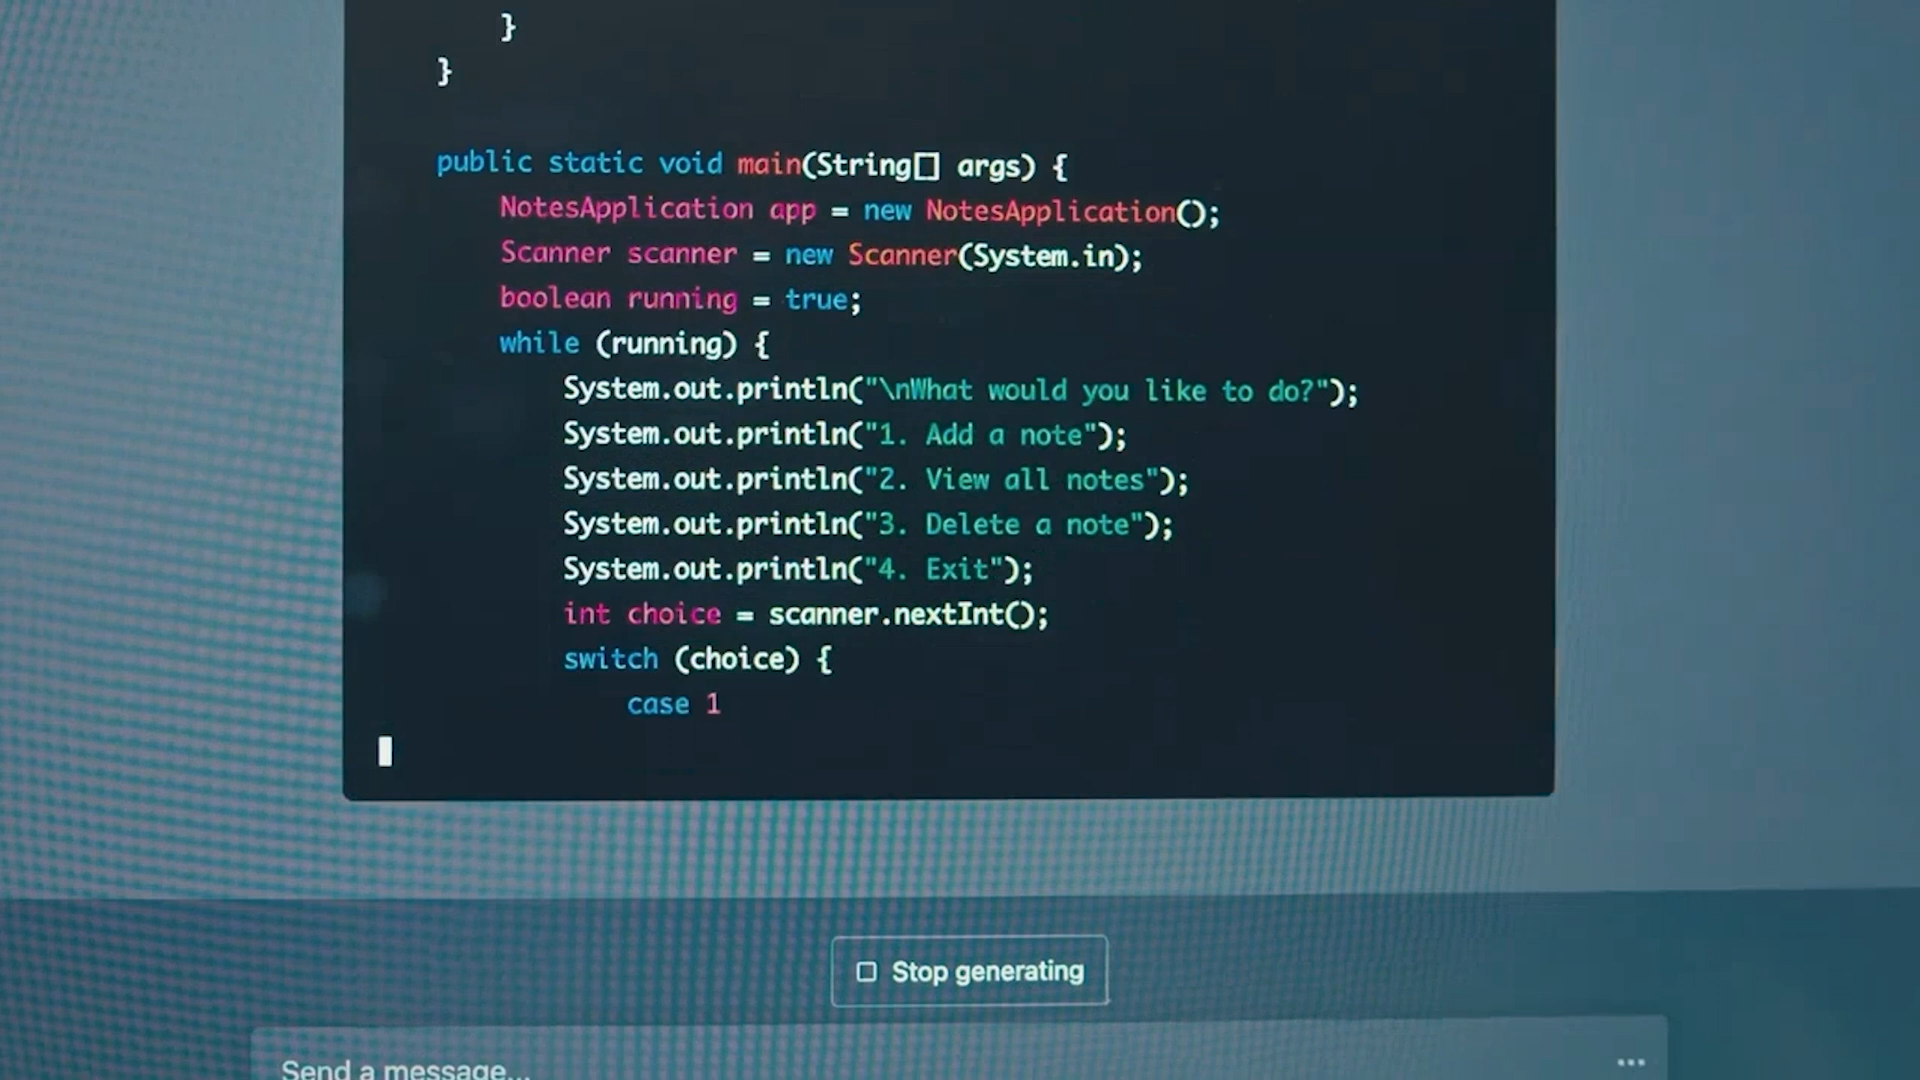 }
}
public static void main(String[] args) {
NotesApplication app = new NotesApplication();
Scanner scanner = new Scanner(System.in);
boolean running = true;
while (running) {
System.out.println("\nWhat would you like to do?");
System.out.println("1. Add a note");
System.out.println("2. View all notes");
System.out.println("3. Delete a note");
System.out.println("4. Exit");
int choice = scanner.nextInt();
switch (choice) {
case 1
Stop generating
Send a message...